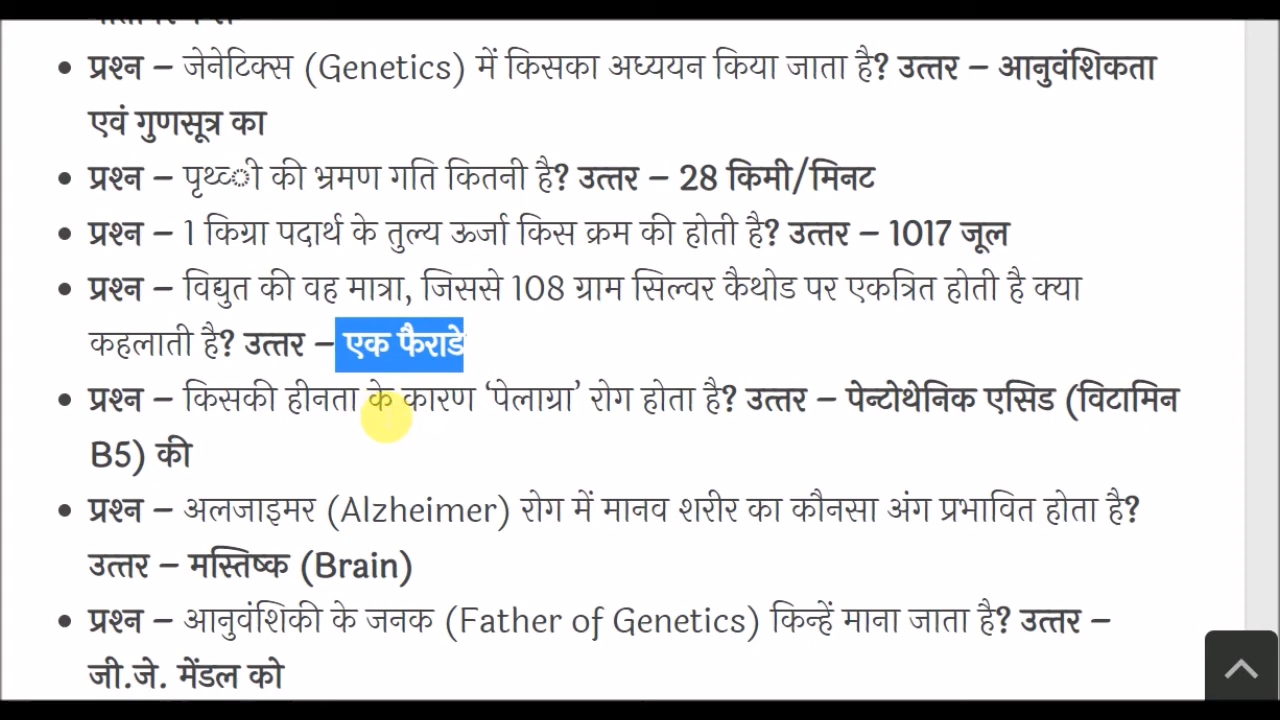 • प्रश्न – जेनेटिक्स (Genetics) में किसका अध्ययन किया जाता है? उत्तर – आनुवंशिकता
एवं गुणसूत्र का
• प्रश्न – पृथ्व्ी की भ्रमण गति कितनी है? उत्तर – 28 किमी/मिनट
• प्रश्न – 1 किग्रा पदार्थ के तुल्य ऊर्जा किस क्रम की होती है? उत्तर – 1017 जूल
• प्रश्न – विद्युत की वह मात्रा, जिससे 108 ग्राम सिल्वर कैथोड पर एकत्रित होती है क्या
कहलाती है? उत्तर – एक फैराडे
• प्रश्न – किसकी हीनता के कारण ‘पेलाग्रा’ रोग होता है? उत्तर – पेन्टोथेनिक एसिड (विटामिन
B5) की
• प्रश्न – अलजाइमर (Alzheimer) रोग में मानव शरीर का कौनसा अंग प्रभावित होता है?
उत्तर – मस्तिष्क (Brain)
• प्रश्न – आनुवंशिकी के जनक (Father of Genetics) किन्हें माना जाता है? उत्तर –
जी.जे. मेंडल को